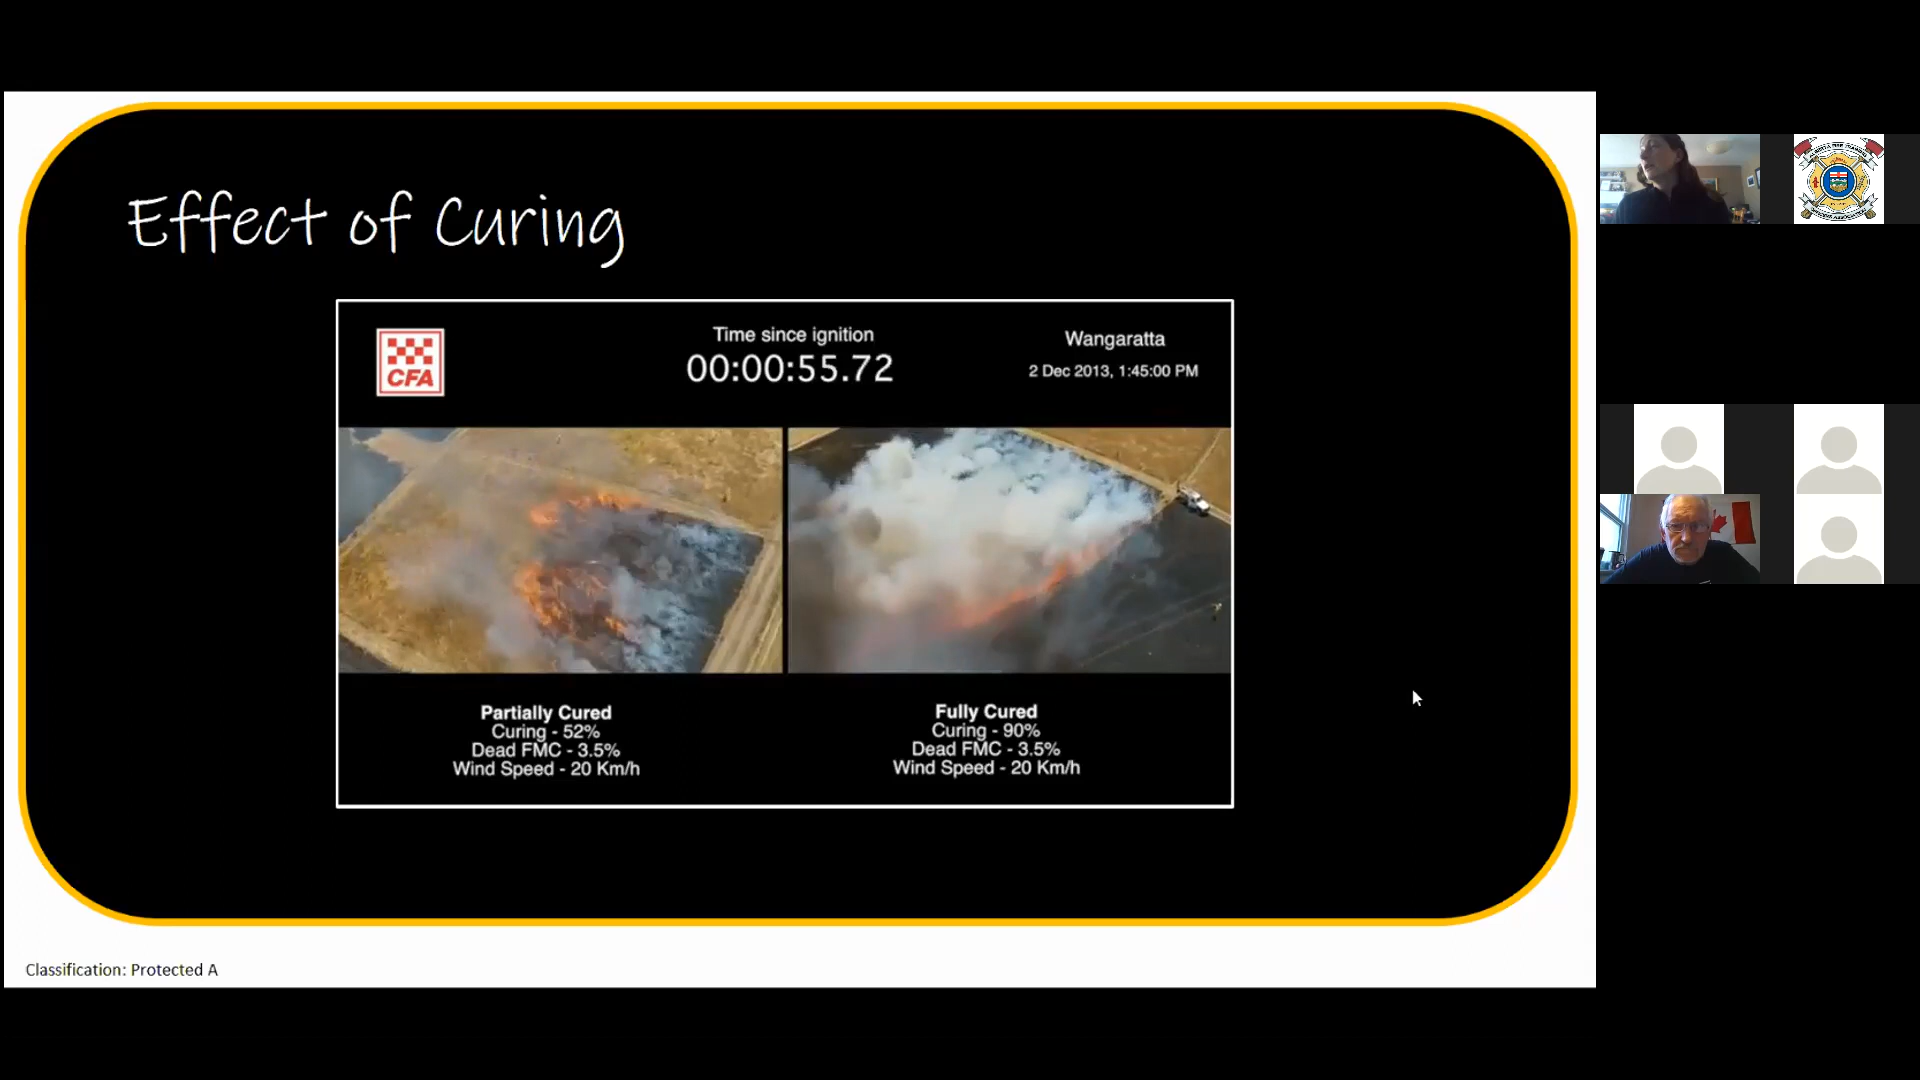 Effect of Curing
CFA
Time since ignition
00:00:55.72
Wangaratta
2 Dec 2013, 1:45:00 PM
Partially Cured
Curing - 52%
Dead FMC - 3.5%
Wind Speed - 20 Km/h
Fully Cured
Curing - 90%
Dead FMC - 3.5%
Wind Speed - 20 Km/h
Classification: Protected A